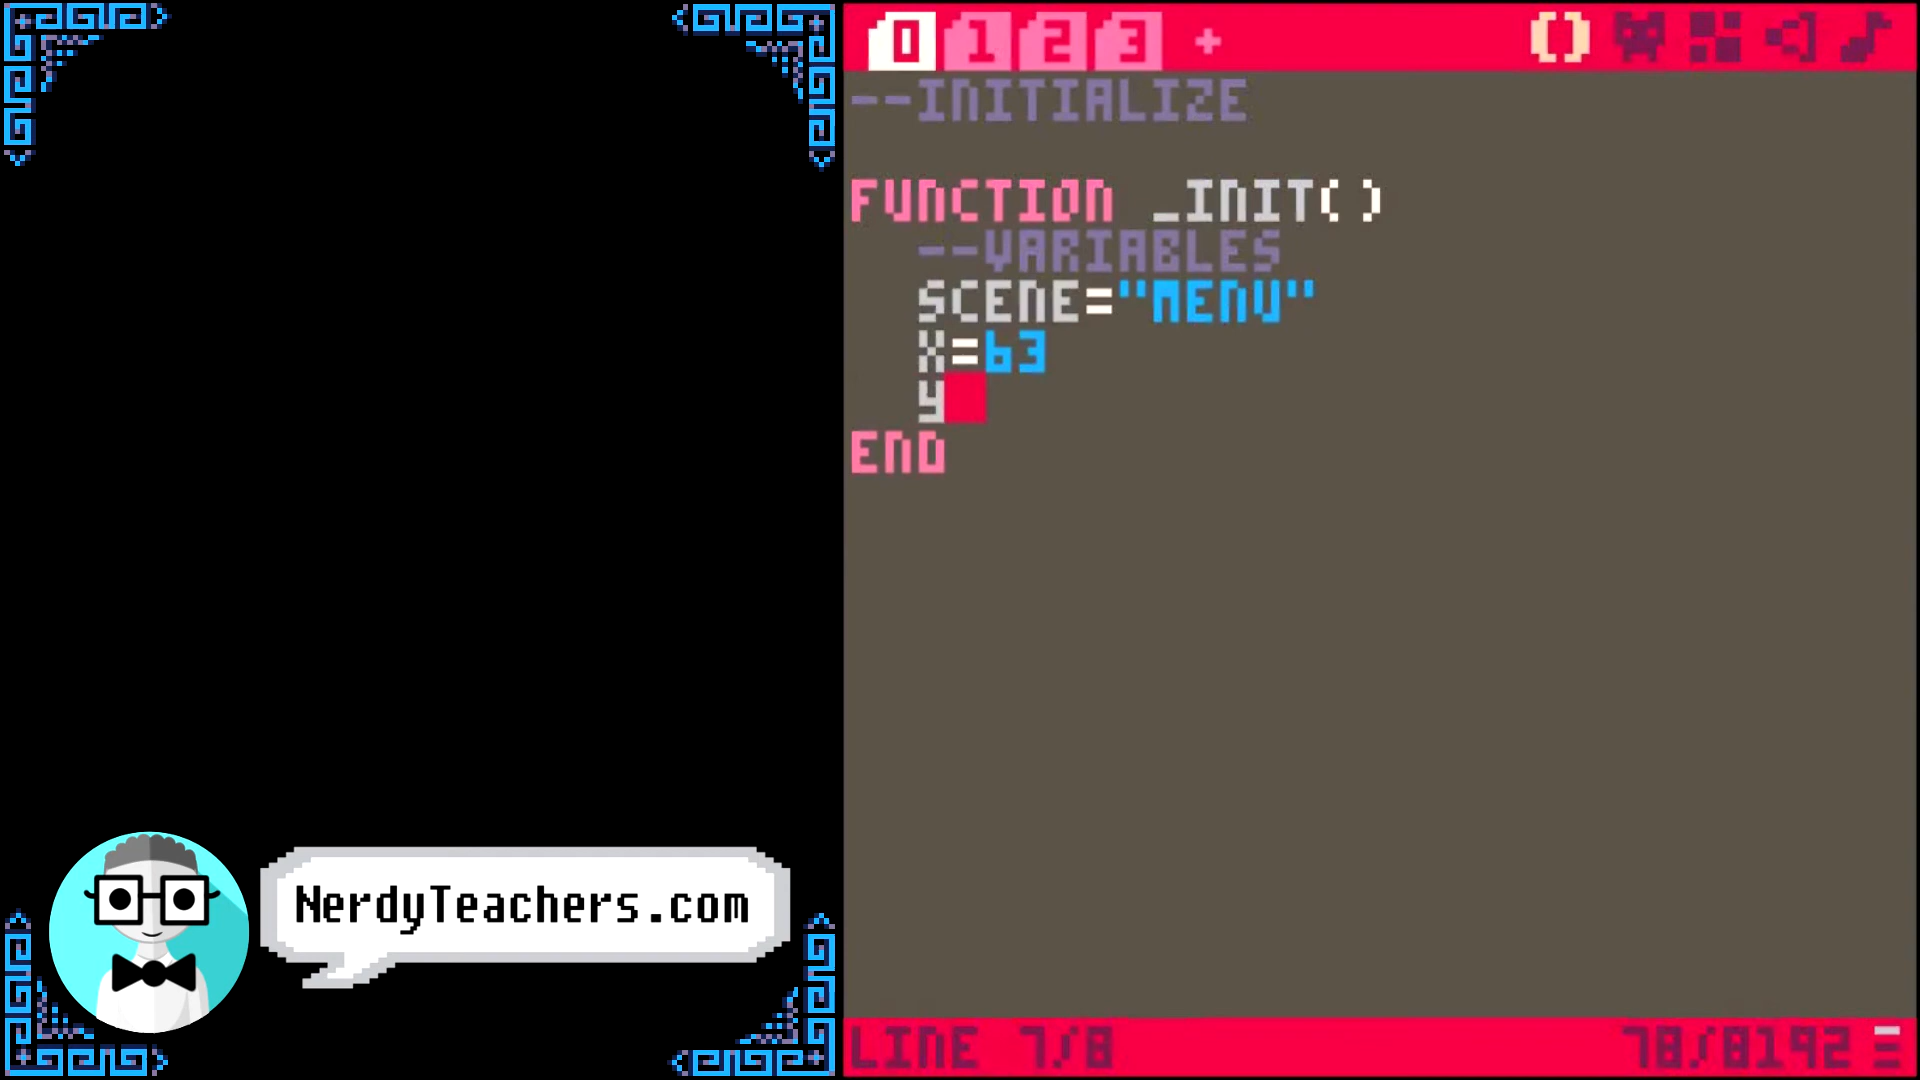 0 1 2 3 +
--INITIALIZE
FUNCTION _INIT()
--VARIABLES
SCENE="MENU"
X=63
Y
END
LINE 7/8
78/8192
NerdyTeachers.com